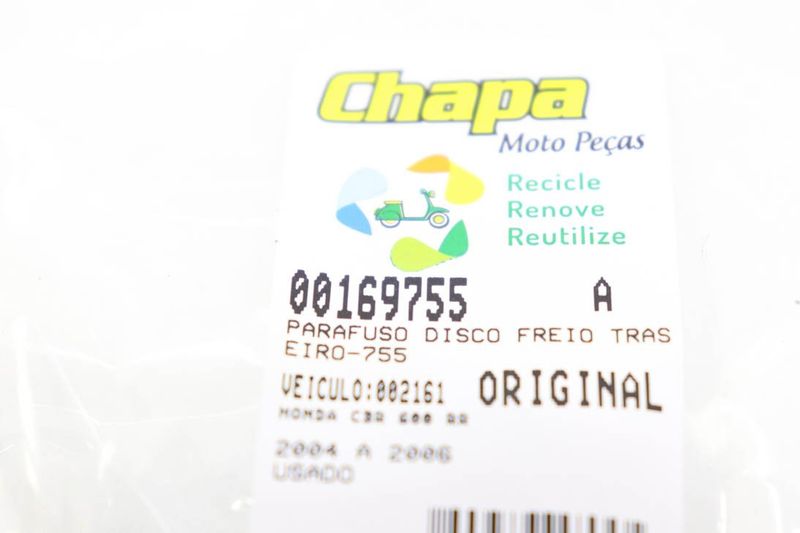 Chapa
Moto Peças
Recicle
Renove
Reutilize
00169755 A
PARAFUSO DISCO FREIO TRAS
EIRO-755
VEICULO:002161 ORIGINAL
HONDA CBR 600 RR
2004 A 2006
USADO